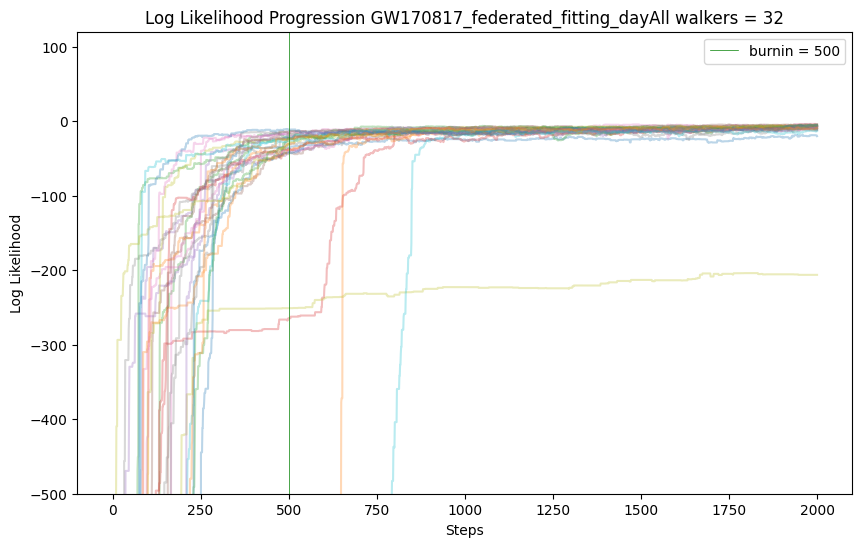 Log Likelihood Progression GW170817_federated_fitting_dayAll walkers = 32
burnin = 500
Log Likelihood
100
0
−100
−200
−300
−400
−500
0 250 500 750 1000 1250 1500 1750 2000
Steps